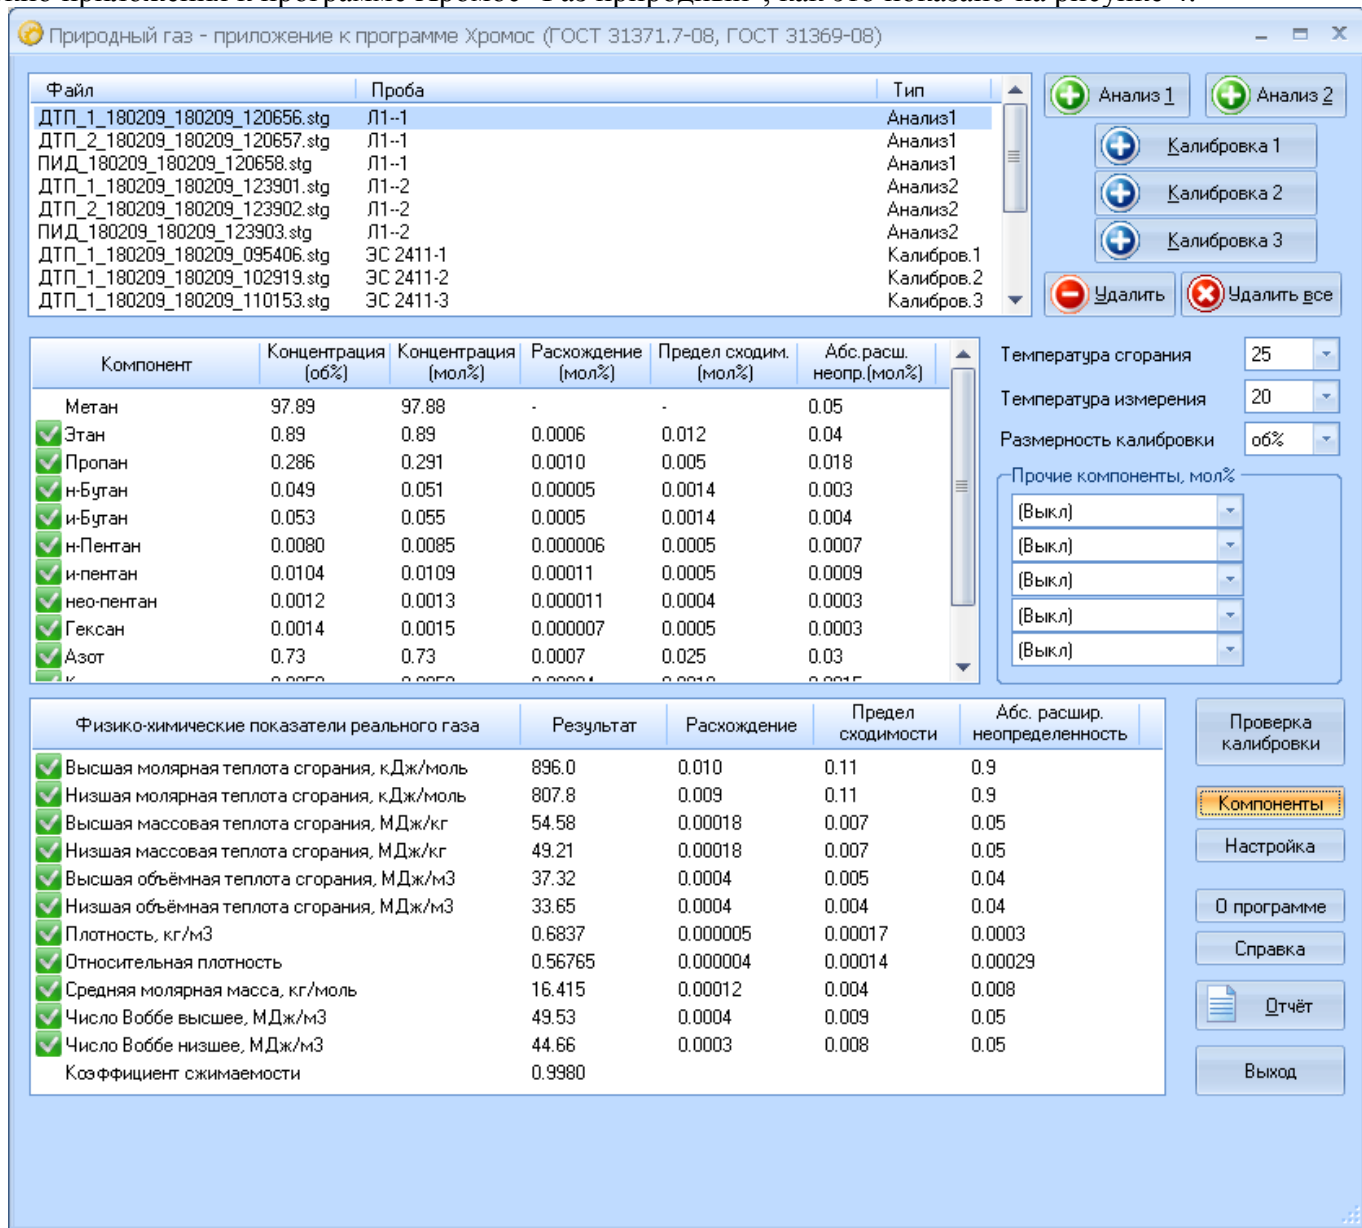 приложения к программе Хромос "Газ природный", как это показано на рисунке 4.
Природный газ - приложение к программе Хромос (ГОСТ 31371.7-08, ГОСТ 31369-08)
Файл Проба Тип
ДТП_1_180209_180209_120656.stg Л1--1 Анализ1
ДТП_2_180209_180209_120657.stg Л1--1 Анализ1
ПИД_180209_180209_120658.stg Л1--1 Анализ1
ДТП_1_180209_180209_123901.stg Л1--2 Анализ2
ДТП_2_180209_180209_123902.stg Л1--2 Анализ2
ПИД_180209_180209_123903.stg Л1--2 Анализ2
ДТП_1_180209_180209_095406.stg ЭС 2411-1 Калибров.1
ДТП_1_180209_180209_102919.stg ЭС 2411-2 Калибров.2
ДТП_1_180209_180209_110153.stg ЭС 2411-3 Калибров.3
Анализ 1 Анализ 2
Калибровка 1
Калибровка 2
Калибровка 3
Удалить Удалить все
Компонент Концентрация (об%) Концентрация (мол%) Расхождение (мол%) Предел сходим. (мол%) Абс.расш. неопр.(мол%)
Метан 97.89 97.88 - - 0.05
Этан 0.89 0.89 0.0006 0.012 0.04
Пропан 0.286 0.291 0.0010 0.005 0.018
н-Бутан 0.049 0.051 0.00005 0.0014 0.003
и-Бутан 0.053 0.055 0.0005 0.0014 0.004
н-Пентан 0.0080 0.0085 0.000006 0.0005 0.0007
и-пентан 0.0104 0.0109 0.00011 0.0005 0.0009
нео-пентан 0.0012 0.0013 0.000011 0.0004 0.0003
Гексан 0.0014 0.0015 0.000007 0.0005 0.0003
Азот 0.73 0.73 0.0007 0.025 0.03
Температура сгорания 25
Температура измерения 20
Размерность калибровки об%
Прочие компоненты, мол%
(Выкл)
(Выкл)
(Выкл)
(Выкл)
(Выкл)
Физико-химические показатели реального газа Результат Расхождение Предел сходимости Абс. расшир. неопределенность
Высшая молярная теплота сгорания, кДж/моль 896.0 0.010 0.11 0.9
Низшая молярная теплота сгорания, кДж/моль 807.8 0.009 0.11 0.9
Высшая массовая теплота сгорания, МДж/кг 54.58 0.00018 0.007 0.05
Низшая массовая теплота сгорания, МДж/кг 49.21 0.00018 0.007 0.05
Высшая объёмная теплота сгорания, МДж/м3 37.32 0.0004 0.005 0.04
Низшая объёмная теплота сгорания, МДж/м3 33.65 0.0004 0.004 0.04
Плотность, кг/м3 0.6837 0.000005 0.00017 0.0003
Относительная плотность 0.56765 0.000004 0.00014 0.00029
Средняя молярная масса, кг/моль 16.415 0.00012 0.004 0.008
Число Воббе высшее, МДж/м3 49.53 0.0004 0.009 0.05
Число Воббе низшее, МДж/м3 44.66 0.0003 0.008 0.05
Коэффициент сжимаемости 0.9980
Проверка калибровки
Компоненты
Настройка
О программе
Справка
Отчёт
Выход